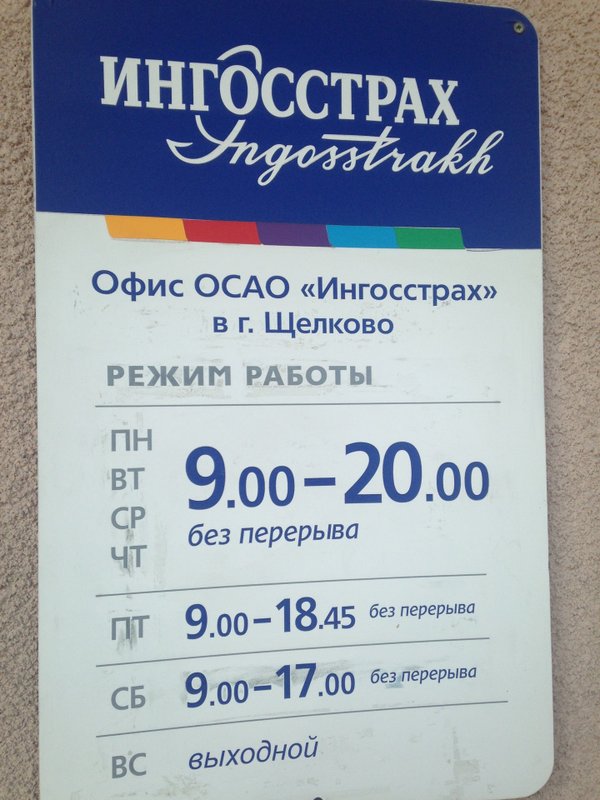 ИНГОССТРАХ
Ingosstrakh
Офис ОСАО «Ингосстрах»
в г. Щелково
РЕЖИМ РАБОТЫ
ПН
ВТ
СР
ЧТ
9.00–20.00
без перерыва
ПТ 9.00–18.45 без перерыва
СБ 9.00–17.00 без перерыва
ВС выходной